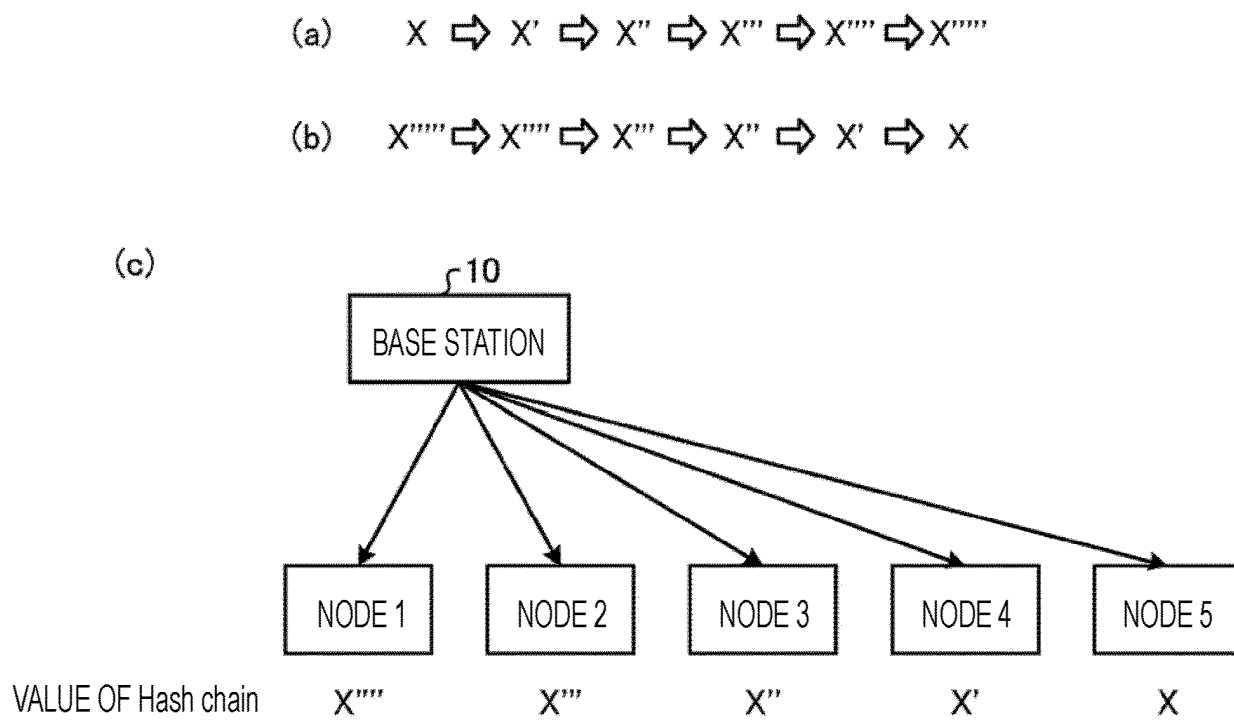 (a) X ⇨ X' ⇨ X'' ⇨ X''' ⇨ X'''' ⇨ X'''''
(b) X''''' ⇨ X'''' ⇨ X''' ⇨ X'' ⇨ X' ⇨ X
(c)
10
BASE STATION
NODE 1 NODE 2 NODE 3 NODE 4 NODE 5
VALUE OF Hash chain X'''' X''' X'' X' X